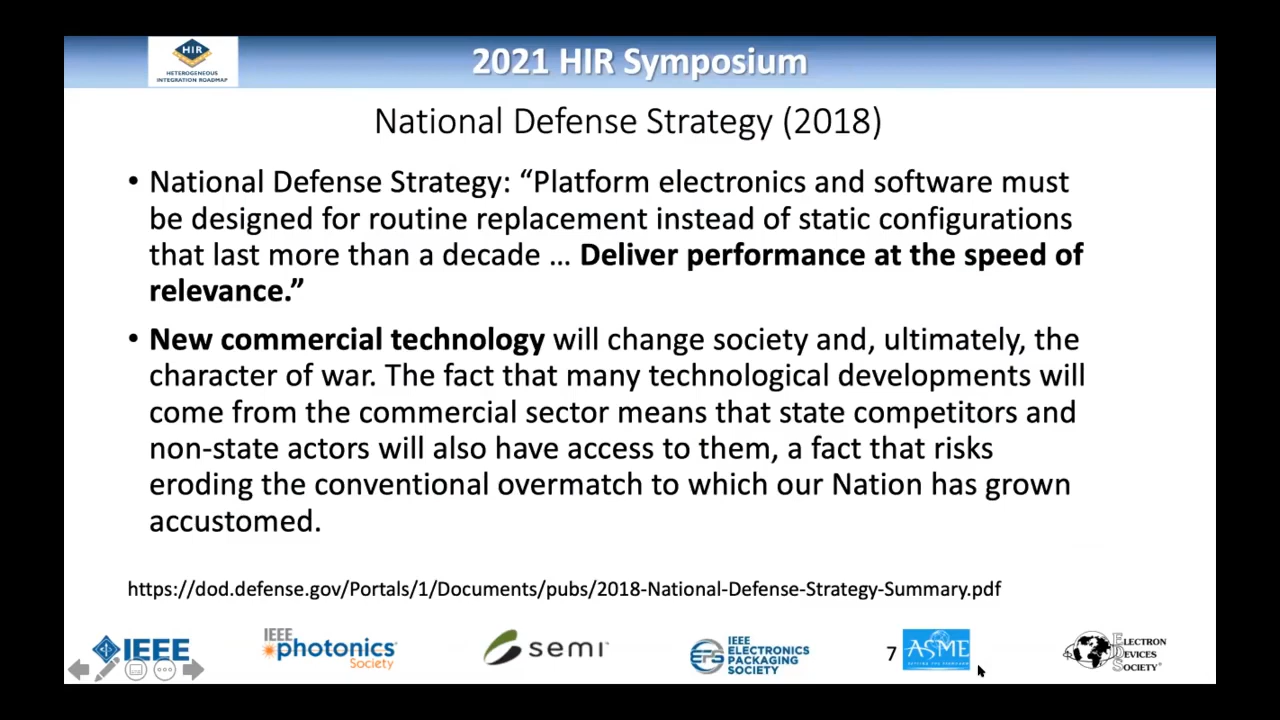 HIR
HETEROGENEOUS
INTEGRATION ROADMAP
2021 HIR Symposium
National Defense Strategy (2018)
• National Defense Strategy: “Platform electronics and software must
be designed for routine replacement instead of static configurations
that last more than a decade … Deliver performance at the speed of
relevance.”
• New commercial technology will change society and, ultimately, the
character of war. The fact that many technological developments will
come from the commercial sector means that state competitors and
non-state actors will also have access to them, a fact that risks
eroding the conventional overmatch to which our Nation has grown
accustomed.
https://dod.defense.gov/Portals/1/Documents/pubs/2018-National-Defense-Strategy-Summary.pdf
IEEE
IEEE
photonics
Society
semi
EPS
IEEE
ELECTRONICS
PACKAGING
SOCIETY
7
ASME
EDS
ELECTRON
DEVICES
SOCIETY®